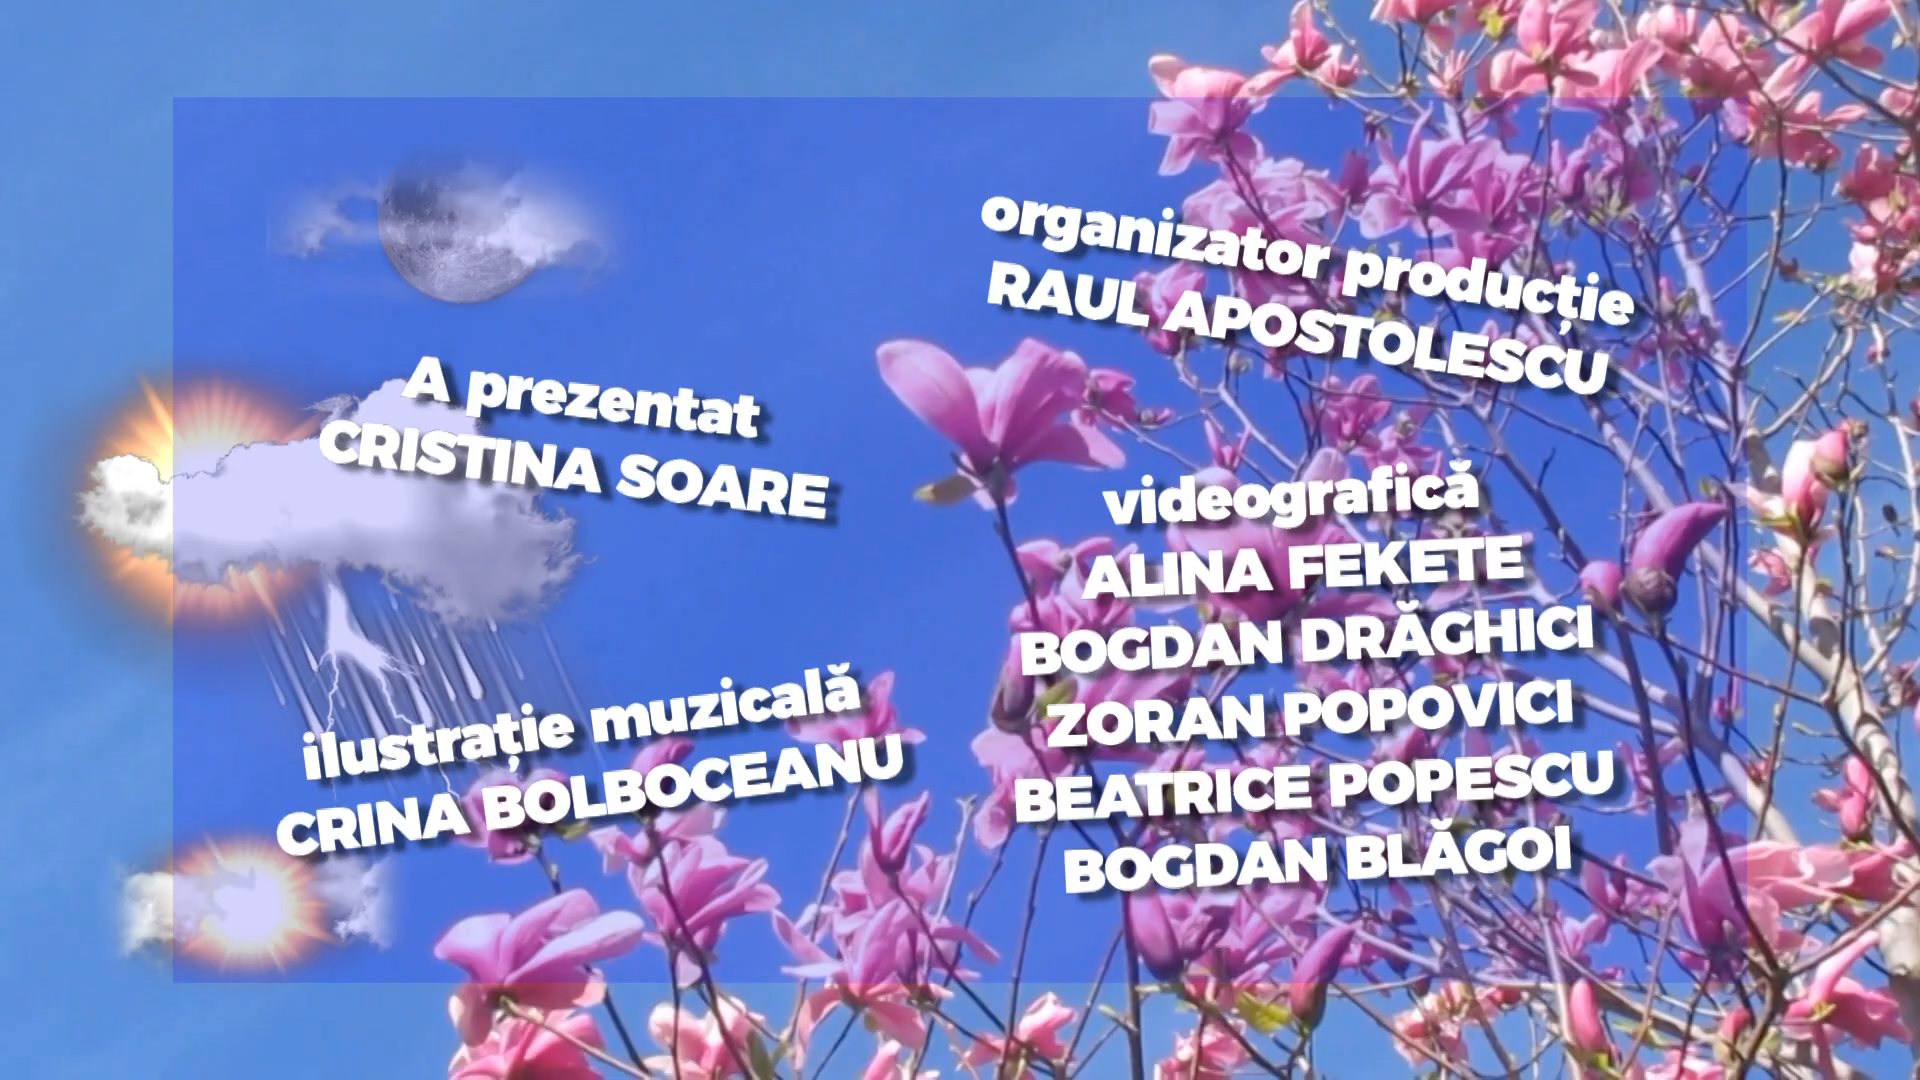 A prezentat
CRISTINA SOARE
ilustrație muzicală
CRINA BOLBOCEANU
organizator producție
RAUL APOSTOLESCU
videografică
ALINA FEKETE
BOGDAN DRĂGHICI
ZORAN POPOVICI
BEATRICE POPESCU
BOGDAN BLĂGOI